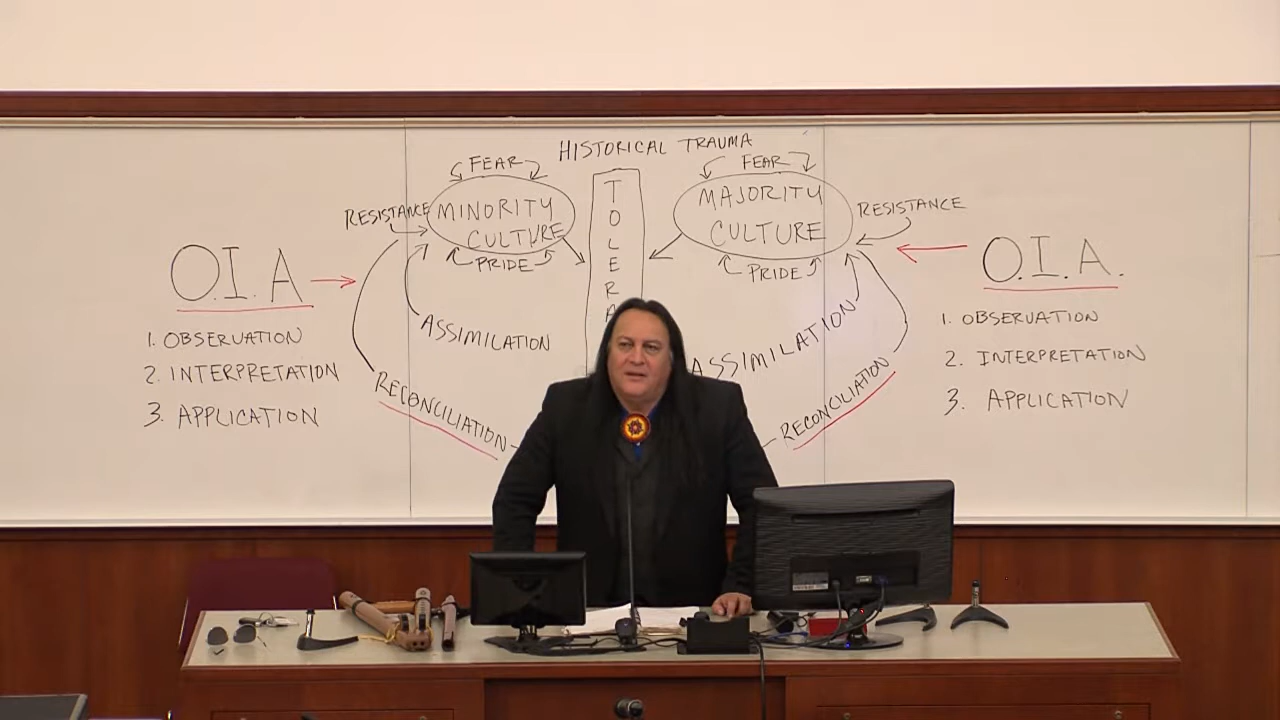 HISTORICAL TRAUMA
FEAR
FEAR
MINORITY
CULTURE
MAJORITY
CULTURE
RESISTANCE
RESISTANCE
PRIDE
PRIDE
T
O
L
E
R
A
O.I.A
1. OBSERVATION
2. INTERPRETATION
3. APPLICATION
ASSIMILATION
RECONCILIATION
ASSIMILATION
RECONCILIATION
O.I.A.
1. OBSERVATION
2. INTERPRETATION
3. APPLICATION